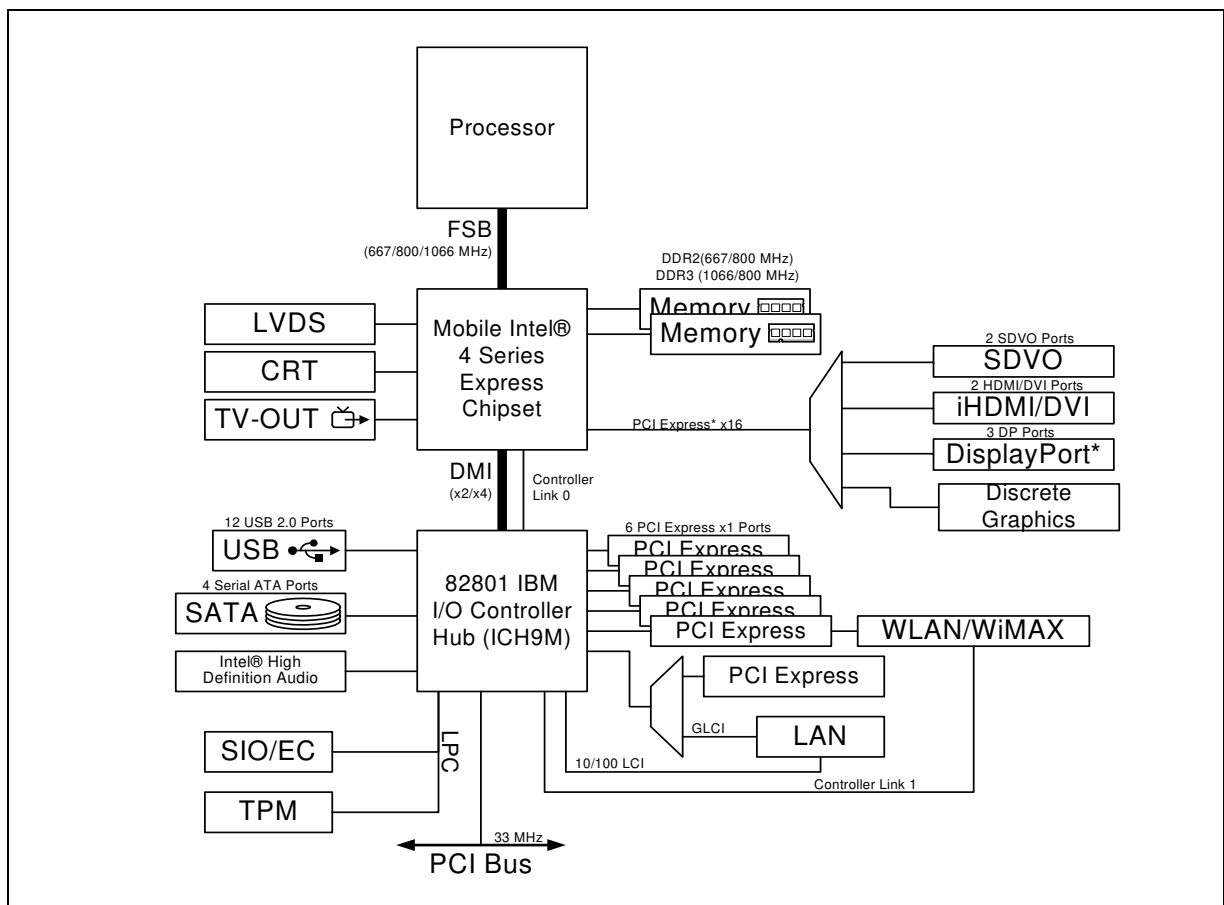 Processor
FSB
(667/800/1066 MHz)
DDR2(667/800 MHz)
DDR3 (1066/800 MHz)
Memory
Memory
LVDS
CRT
TV-OUT
Mobile Intel®
4 Series
Express
Chipset
PCI Express* x16
2 SDVO Ports
SDVO
2 HDMI/DVI Ports
iHDMI/DVI
3 DP Ports
DisplayPort*
Discrete
Graphics
DMI
(x2/x4)
Controller
Link 0
12 USB 2.0 Ports
USB
4 Serial ATA Ports
SATA
Intel® High
Definition Audio
82801 IBM
I/O Controller
Hub (ICH9M)
6 PCI Express x1 Ports
PCI Express
PCI Express
PCI Express
PCI Express
PCI Express
WLAN/WiMAX
PCI Express
GLCI
LAN
10/100 LCI
Controller Link 1
SIO/EC
LPC
TPM
33 MHz
PCI Bus